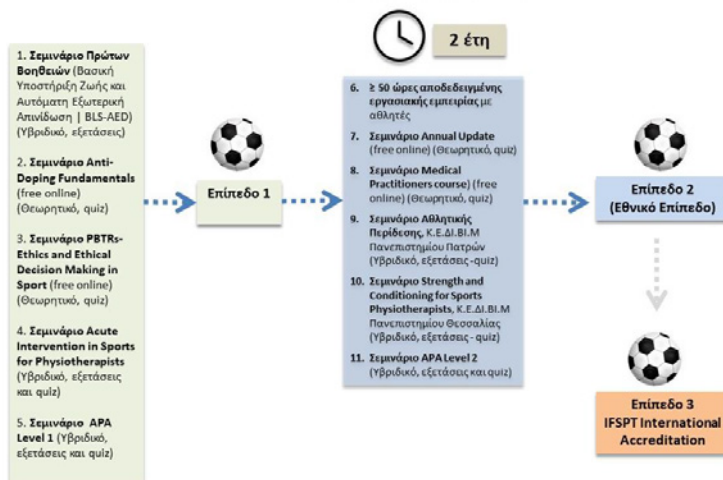 1. Σεμινάριο Πρώτων
Βοηθειών (Βασική
Υποστήριξη Ζωής και
Αυτόματη Εξωτερική
Απινίδωση | BLS-AED)
(Υβριδικό, εξετάσεις)
2. Σεμινάριο Anti-
Doping Fundamentals
(free online)
(Θεωρητικό, quiz)
3. Σεμινάριο PBTRs-
Ethics and Ethical
Decision Making in
Sport (free online)
(Θεωρητικό, quiz)
4. Σεμινάριο Acute
Intervention in Sports
for Physiotherapists
(Υβριδικό, εξετάσεις
και quiz)
5. Σεμινάριο APA
Level 1 (Υβριδικό,
εξετάσεις και quiz)
Επίπεδο 1
2 έτη
6. ≥ 50 ώρες αποδεδειγμένης
εργασιακής εμπειρίας με
αθλητές
7. Σεμινάριο Annual Update
(free online) (Θεωρητικό, quiz)
8. Σεμινάριο Medical
Practitioners course) (free
online) (Θεωρητικό, quiz)
9. Σεμινάριο Αθλητικής
Περίδεσης, Κ.Ε.ΔΙ.ΒΙ.Μ
Πανεπιστημίου Πατρών
(Υβριδικό, εξετάσεις -quiz)
10. Σεμινάριο Strength and
Conditioning for Sports
Physiotherapists, Κ.Ε.ΔΙ.ΒΙ.Μ
Πανεπιστημίου Θεσσαλίας
(Υβριδικό, εξετάσεις - quiz)
11. Σεμινάριο APA Level 2
(Υβριδικό, εξετάσεις και quiz)
Επίπεδο 2
(Εθνικό Επίπεδο)
Επίπεδο 3
IFSPT International
Accreditation